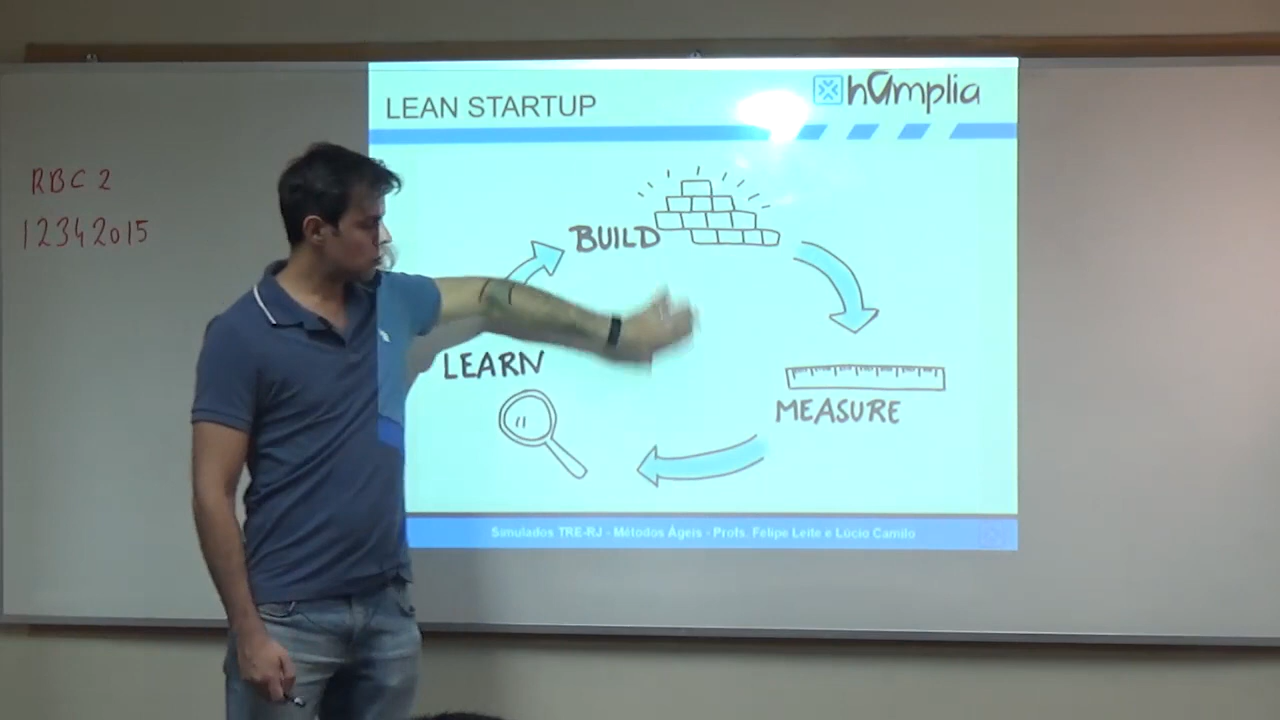 RBC 2
12342015
LEAN STARTUP
hamplia
BUILD
LEARN
MEASURE
Simulados TRE-RJ - Métodos Ágeis - Profs. Felipe Leite e Lúcio Camilo